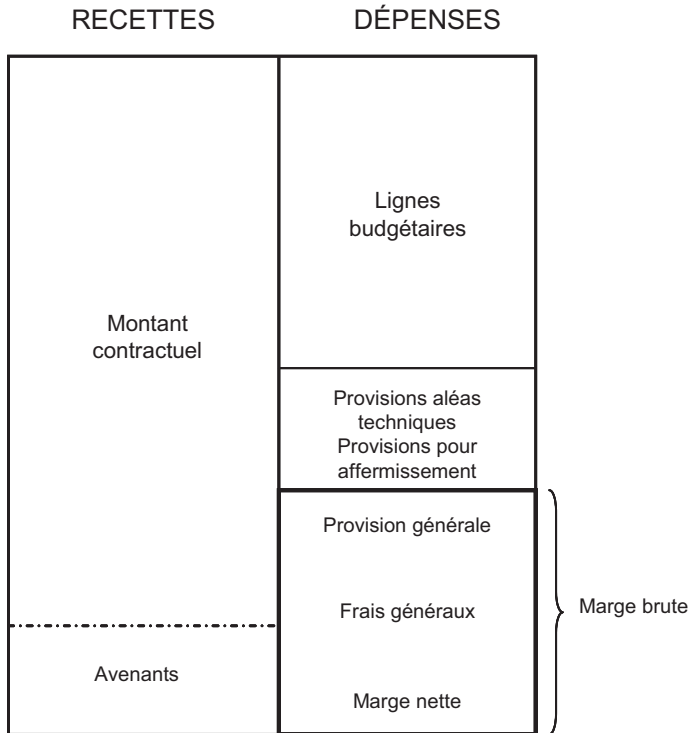 RECETTES
DÉPENSES
Montant
contractuel
Avenants
Lignes
budgétaires
Provisions aléas
techniques
Provisions pour
affermissement
Provision générale
Frais généraux
Marge nette
Marge brute